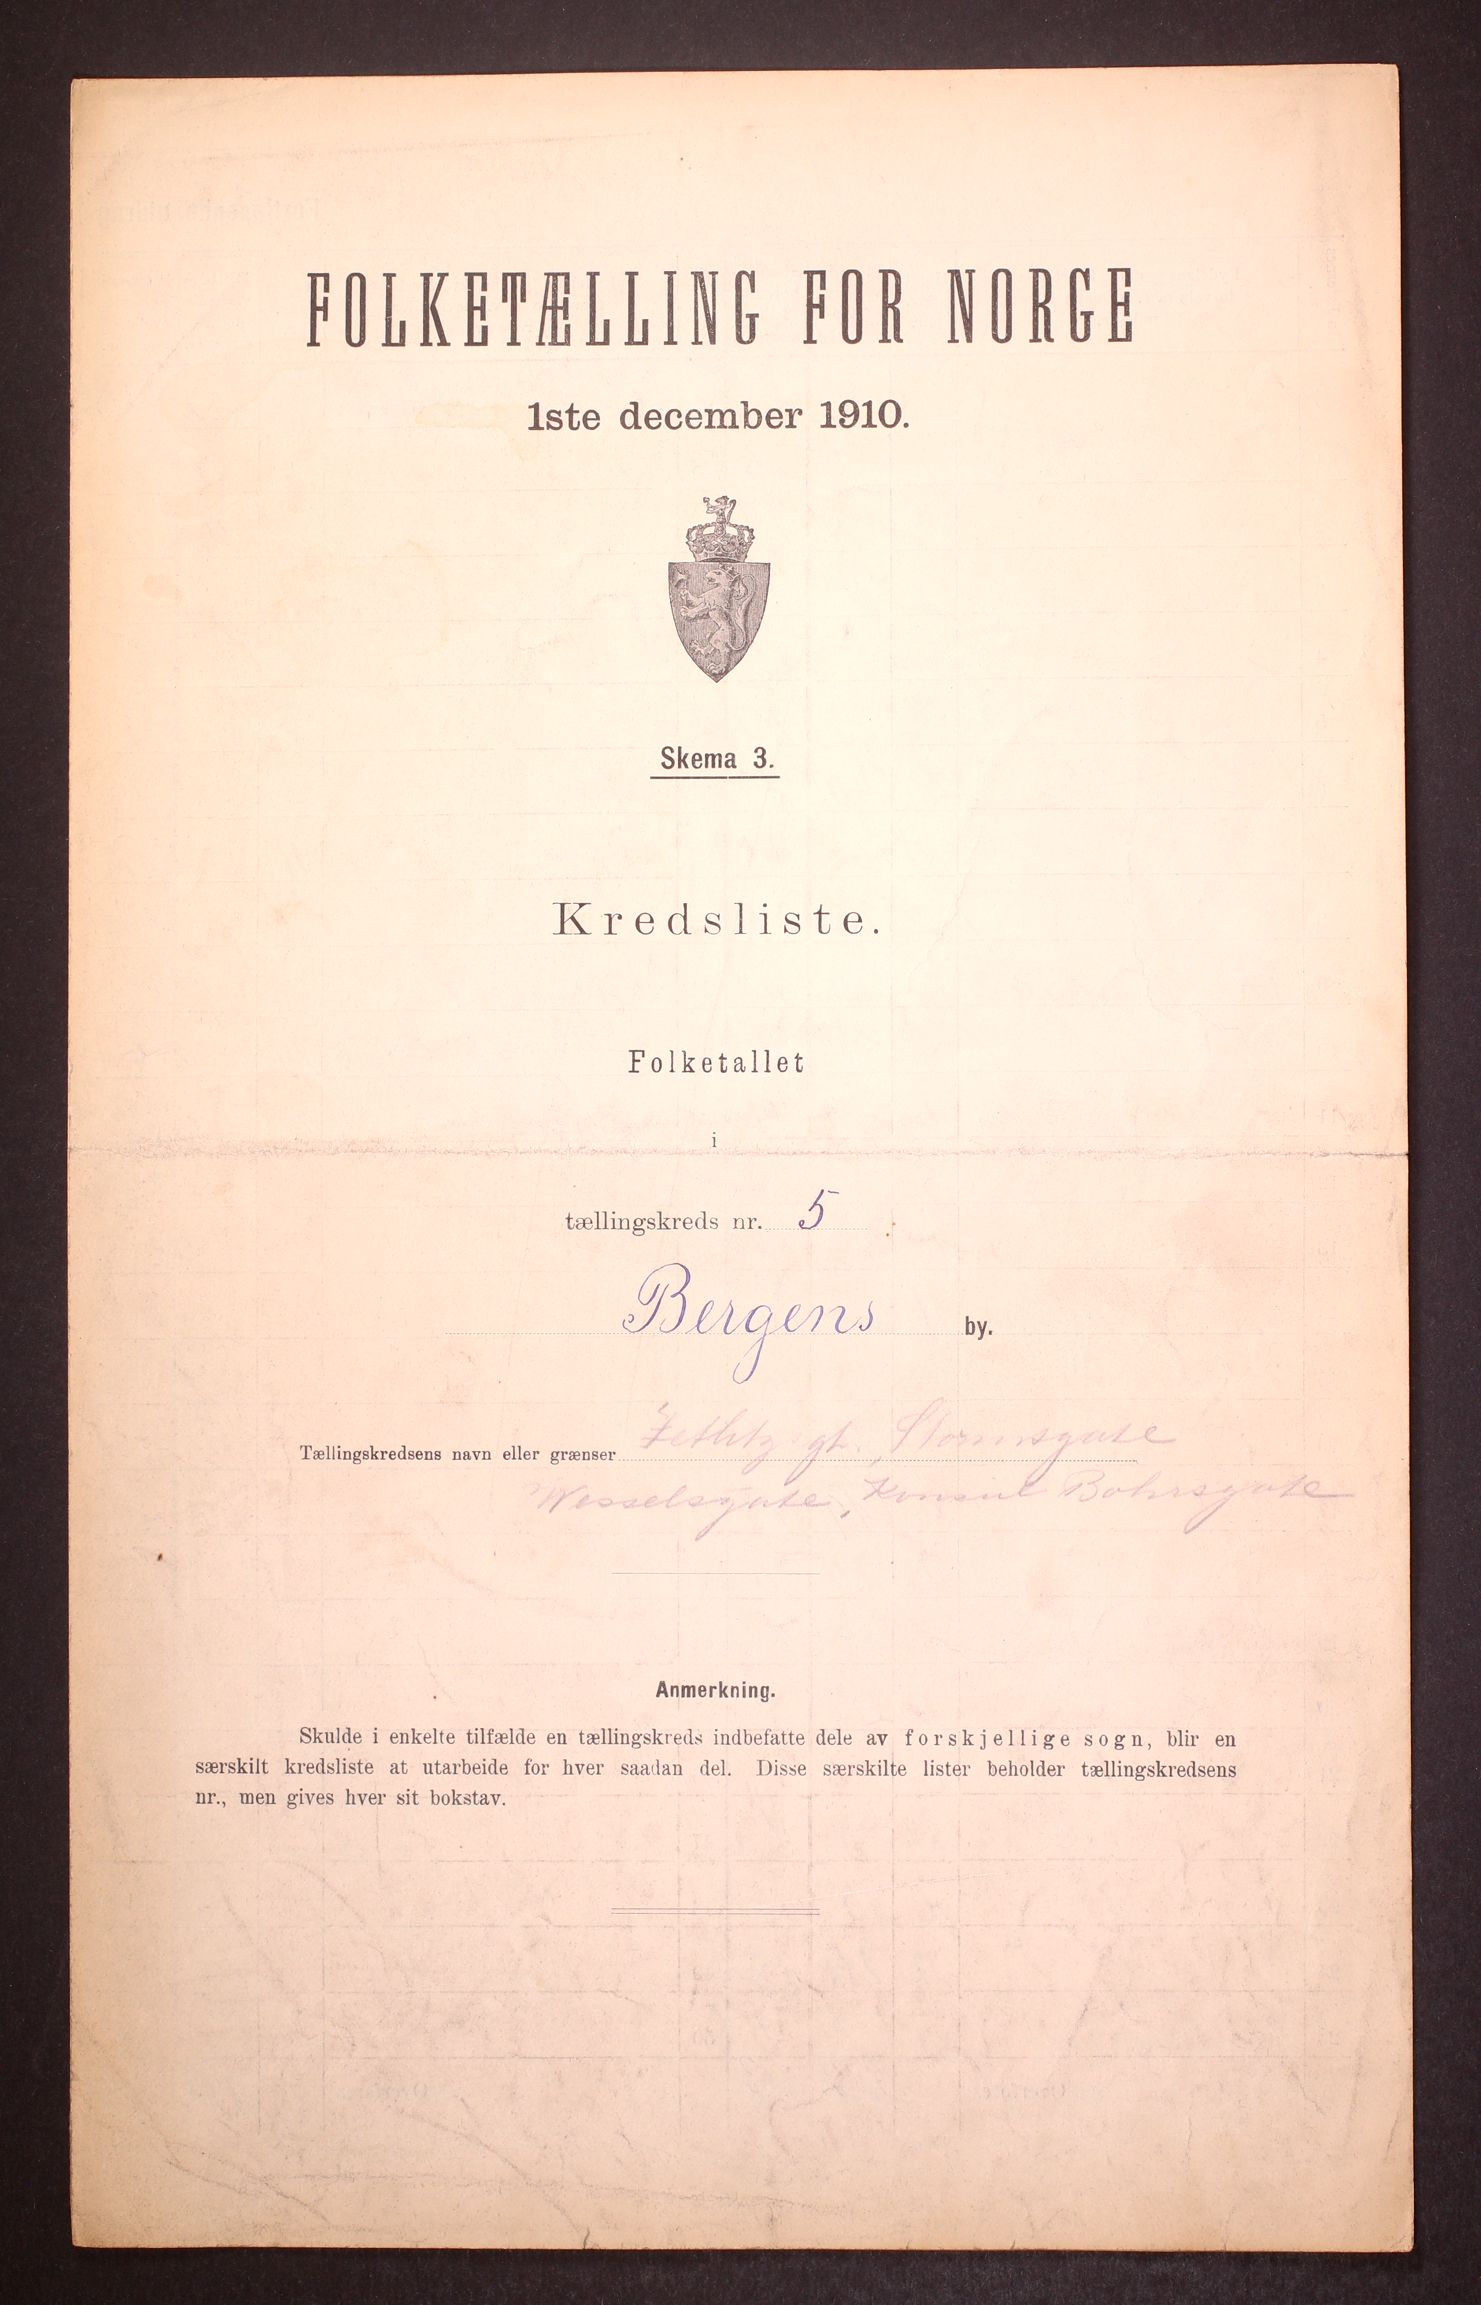 FOLKETÆLLING FOR NORGE
1ste december 1910.
Skema 3.
Kredsliste.
Folketallet
i
tællingskreds nr. 5
Bergens by.
Tællingskredsens navn eller grænser Zetlitz gt., Stormsgate
Wesselsgate, Konsul Bohrsgate
Anmerkning.
Skulde i enkelte tilfælde en tællingskreds indbefatte dele av forskjellige sogn, blir en
særskilt kredsliste at utarbeide for hver saadan del. Disse særskilte lister beholder tællingskredsens
nr., men gives hver sit bokstav.